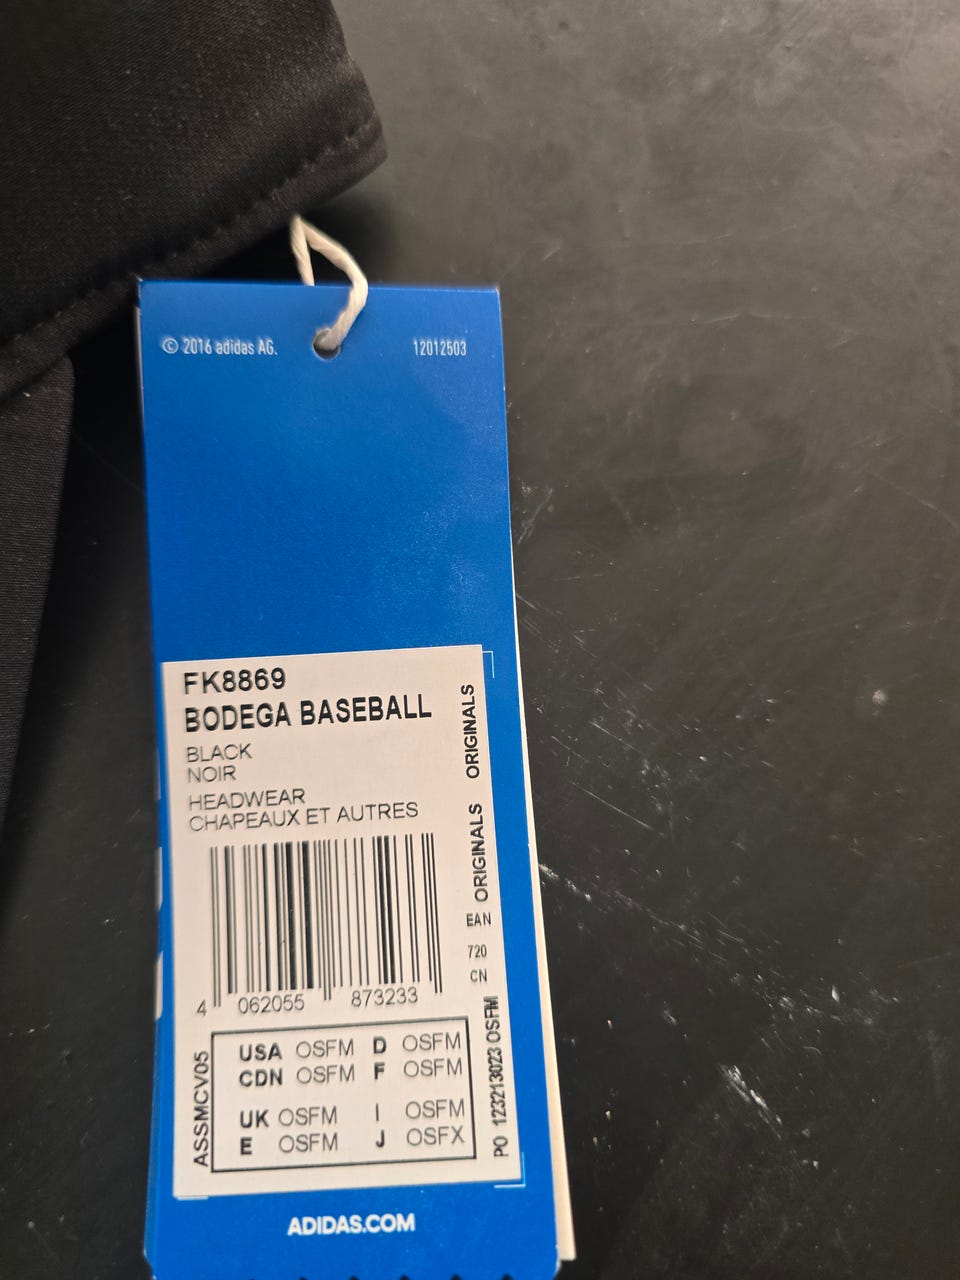 © 2016 adidas AG.
12012503
FK8869
BODEGA BASEBALL
BLACK
NOIR
HEADWEAR
CHAPEAUX ET AUTRES
ORIGINALS ORIGINALS
EAN
720
CN
4 062055 873233
ASSMCV05
USA OSFM D OSFM
CDN OSFM F OSFM
UK OSFM I OSFM
E OSFM J OSFX
PO 123213023 OSFM
ADIDAS.COM